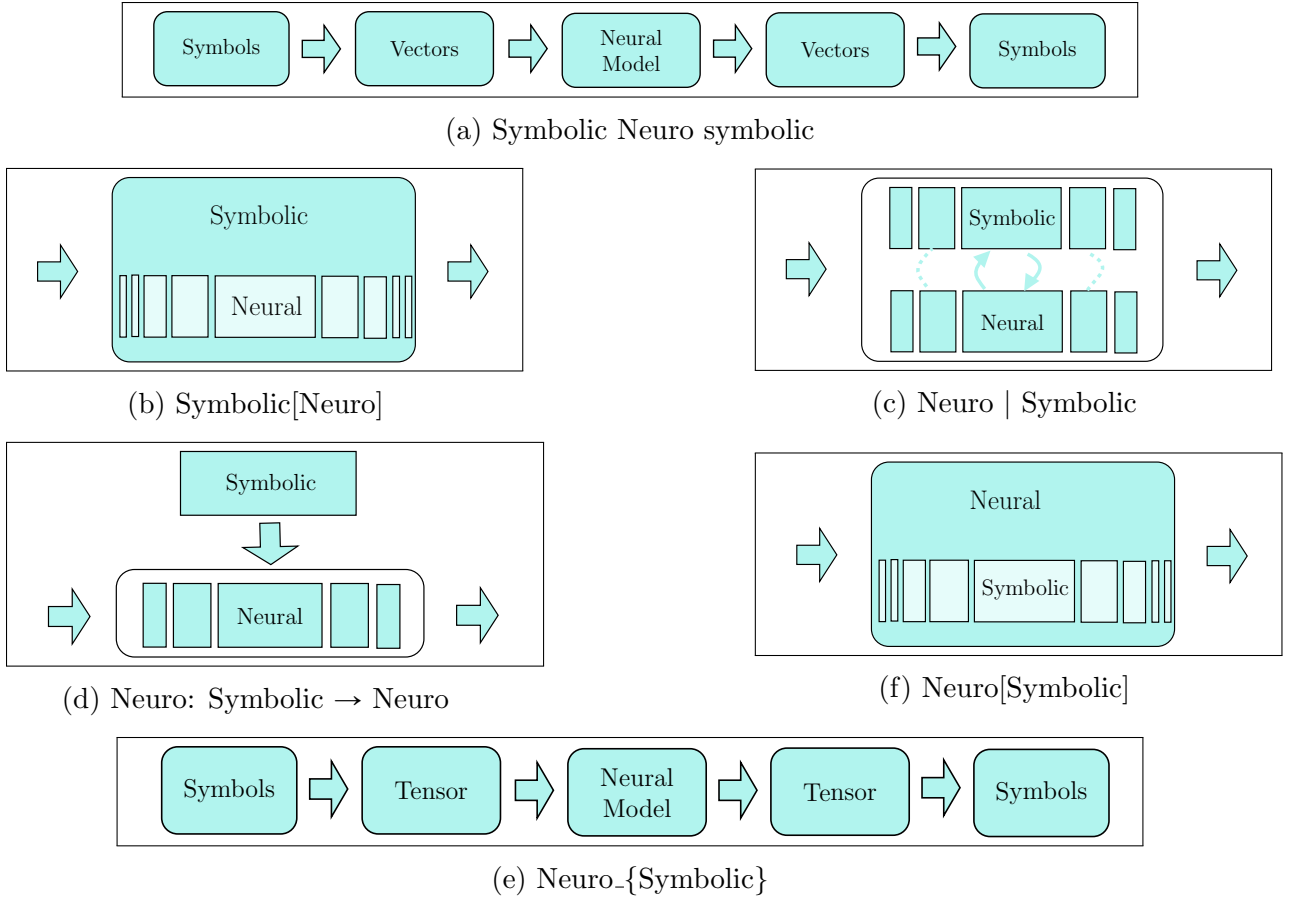 Symbols
Vectors
Neural
Model
Vectors
Symbols
(a) Symbolic Neuro symbolic
Symbolic
Neural
(b) Symbolic[Neuro]
Symbolic
Neural
(c) Neuro | Symbolic
Symbolic
Neural
(d) Neuro: Symbolic → Neuro
Neural
Symbolic
(f) Neuro[Symbolic]
Symbols
Tensor
Neural
Model
Tensor
Symbols
(e) Neuro_{Symbolic}